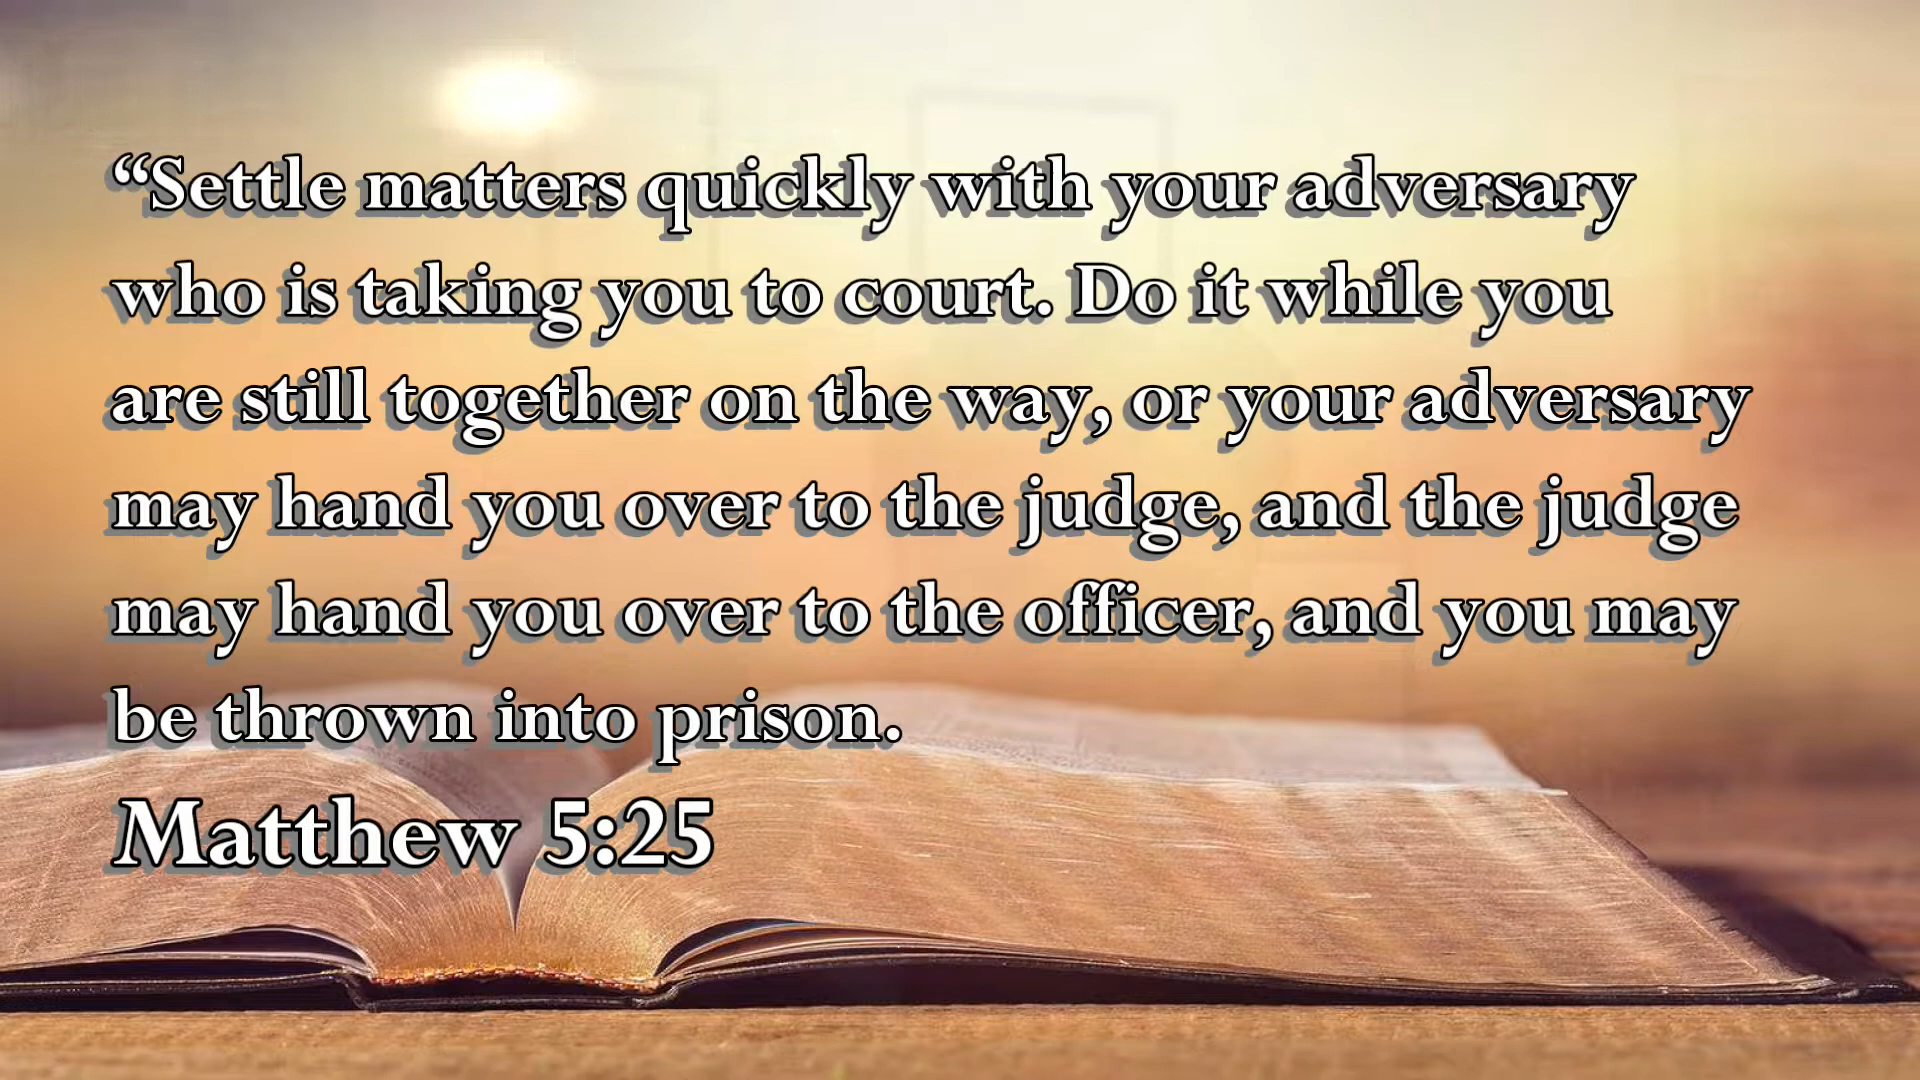 “Settle matters quickly with your adversary
who is taking you to court. Do it while you
are still together on the way, or your adversary
may hand you over to the judge, and the judge
may hand you over to the officer, and you may
be thrown into prison.
Matthew 5:25